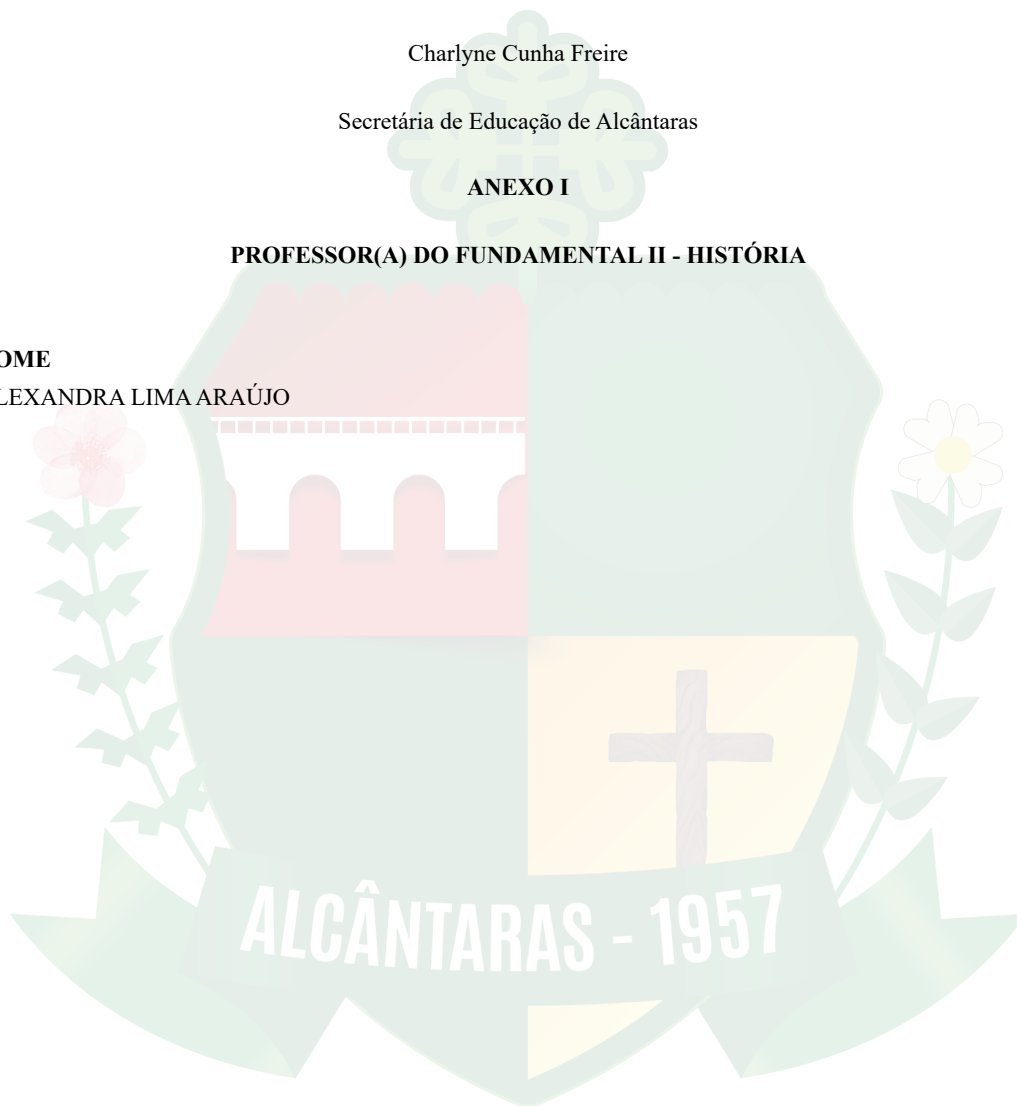 Charlyne Cunha Freire
Secretária de Educação de Alcântaras
ANEXO I
PROFESSOR(A) DO FUNDAMENTAL II - HISTÓRIA
OME
LEXANDRA LIMA ARAÚJO
ALCÂNTARAS - 1957